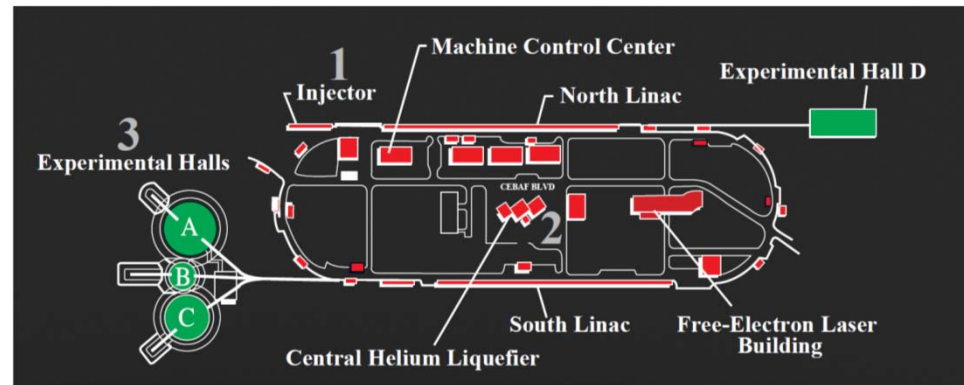 Machine Control Center
1
Injector
North Linac
Experimental Hall D
3
Experimental Halls
CEBAF BLVD
A
B
C
2
South Linac
Central Helium Liquefier
Free-Electron Laser
Building